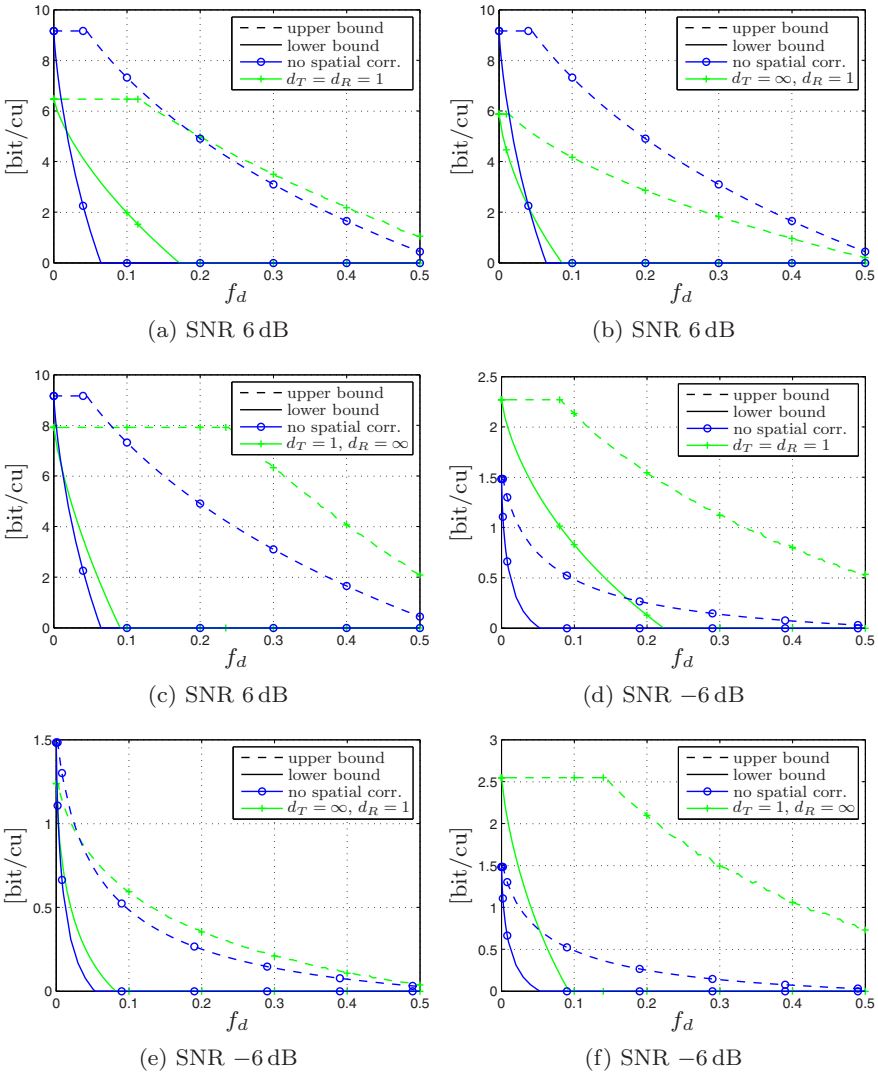 10
8
6
4
2
0
[bit/cu]
upper bound
lower bound
no spatial corr.
d_T = d_R = 1
0 0.1 0.2 0.3 0.4 0.5
f_d
(a) SNR 6 dB
10
8
6
4
2
0
[bit/cu]
upper bound
lower bound
no spatial corr.
d_T = ∞, d_R = 1
0 0.1 0.2 0.3 0.4 0.5
f_d
(b) SNR 6 dB
10
8
6
4
2
0
[bit/cu]
upper bound
lower bound
no spatial corr.
d_T = 1, d_R = ∞
0 0.1 0.2 0.3 0.4 0.5
f_d
(c) SNR 6 dB
2.5
2
1.5
1
0.5
0
[bit/cu]
upper bound
lower bound
no spatial corr.
d_T = d_R = 1
0 0.1 0.2 0.3 0.4 0.5
f_d
(d) SNR −6 dB
1.5
1
0.5
0
[bit/cu]
upper bound
lower bound
no spatial corr.
d_T = ∞, d_R = 1
0 0.1 0.2 0.3 0.4 0.5
f_d
(e) SNR −6 dB
3
2.5
2
1.5
1
0.5
0
[bit/cu]
upper bound
lower bound
no spatial corr.
d_T = 1, d_R = ∞
0 0.1 0.2 0.3 0.4 0.5
f_d
(f) SNR −6 dB